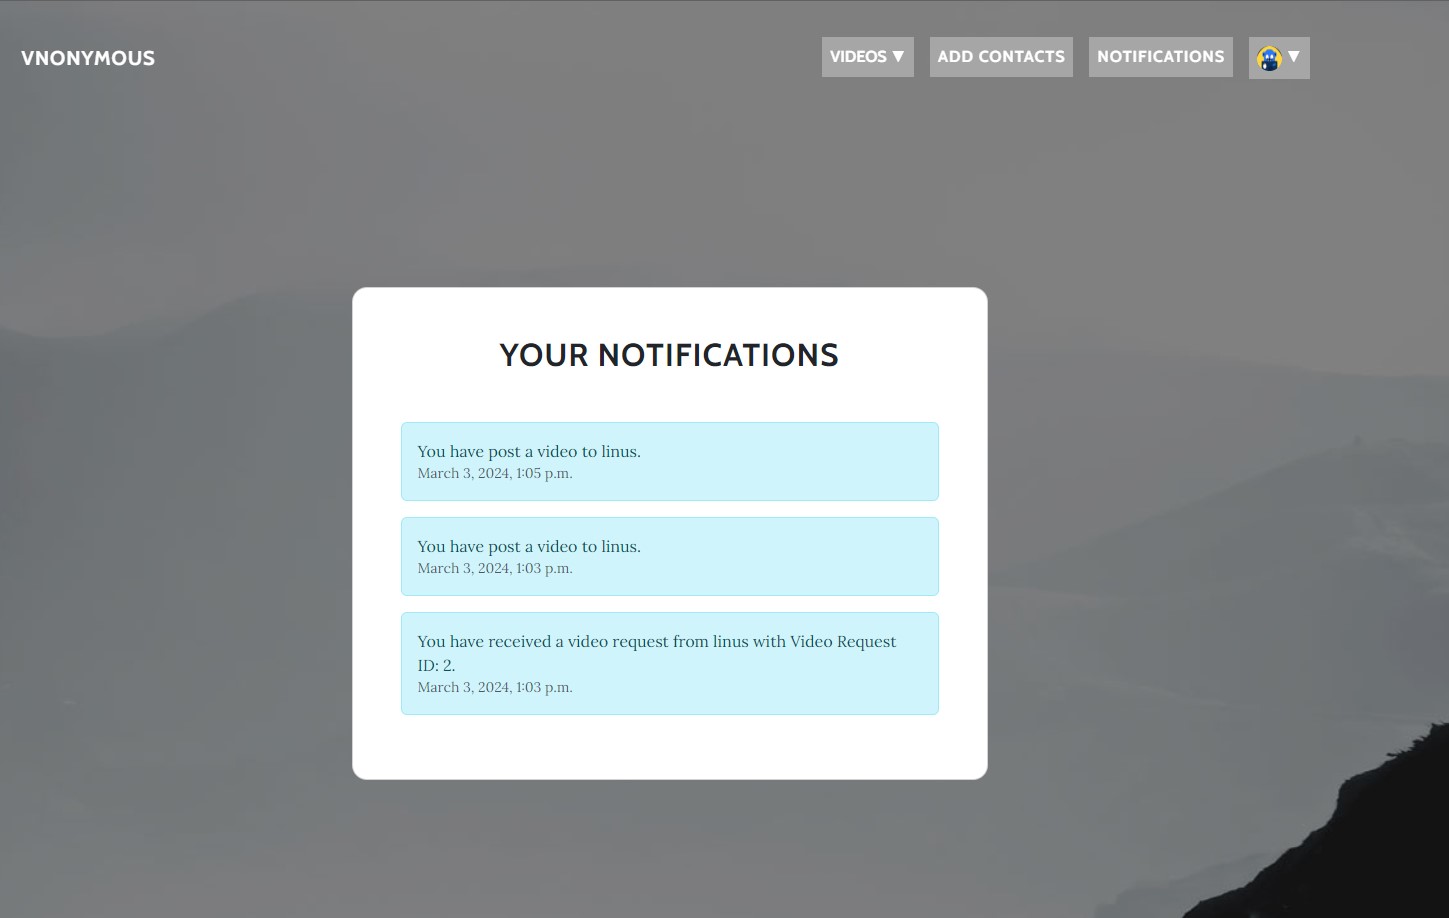 VNONYMOUS
VIDEOS ▼
ADD CONTACTS
NOTIFICATIONS
▼
YOUR NOTIFICATIONS
You have post a video to linus.
March 3, 2024, 1:05 p.m.
You have post a video to linus.
March 3, 2024, 1:03 p.m.
You have received a video request from linus with Video Request
ID: 2.
March 3, 2024, 1:03 p.m.